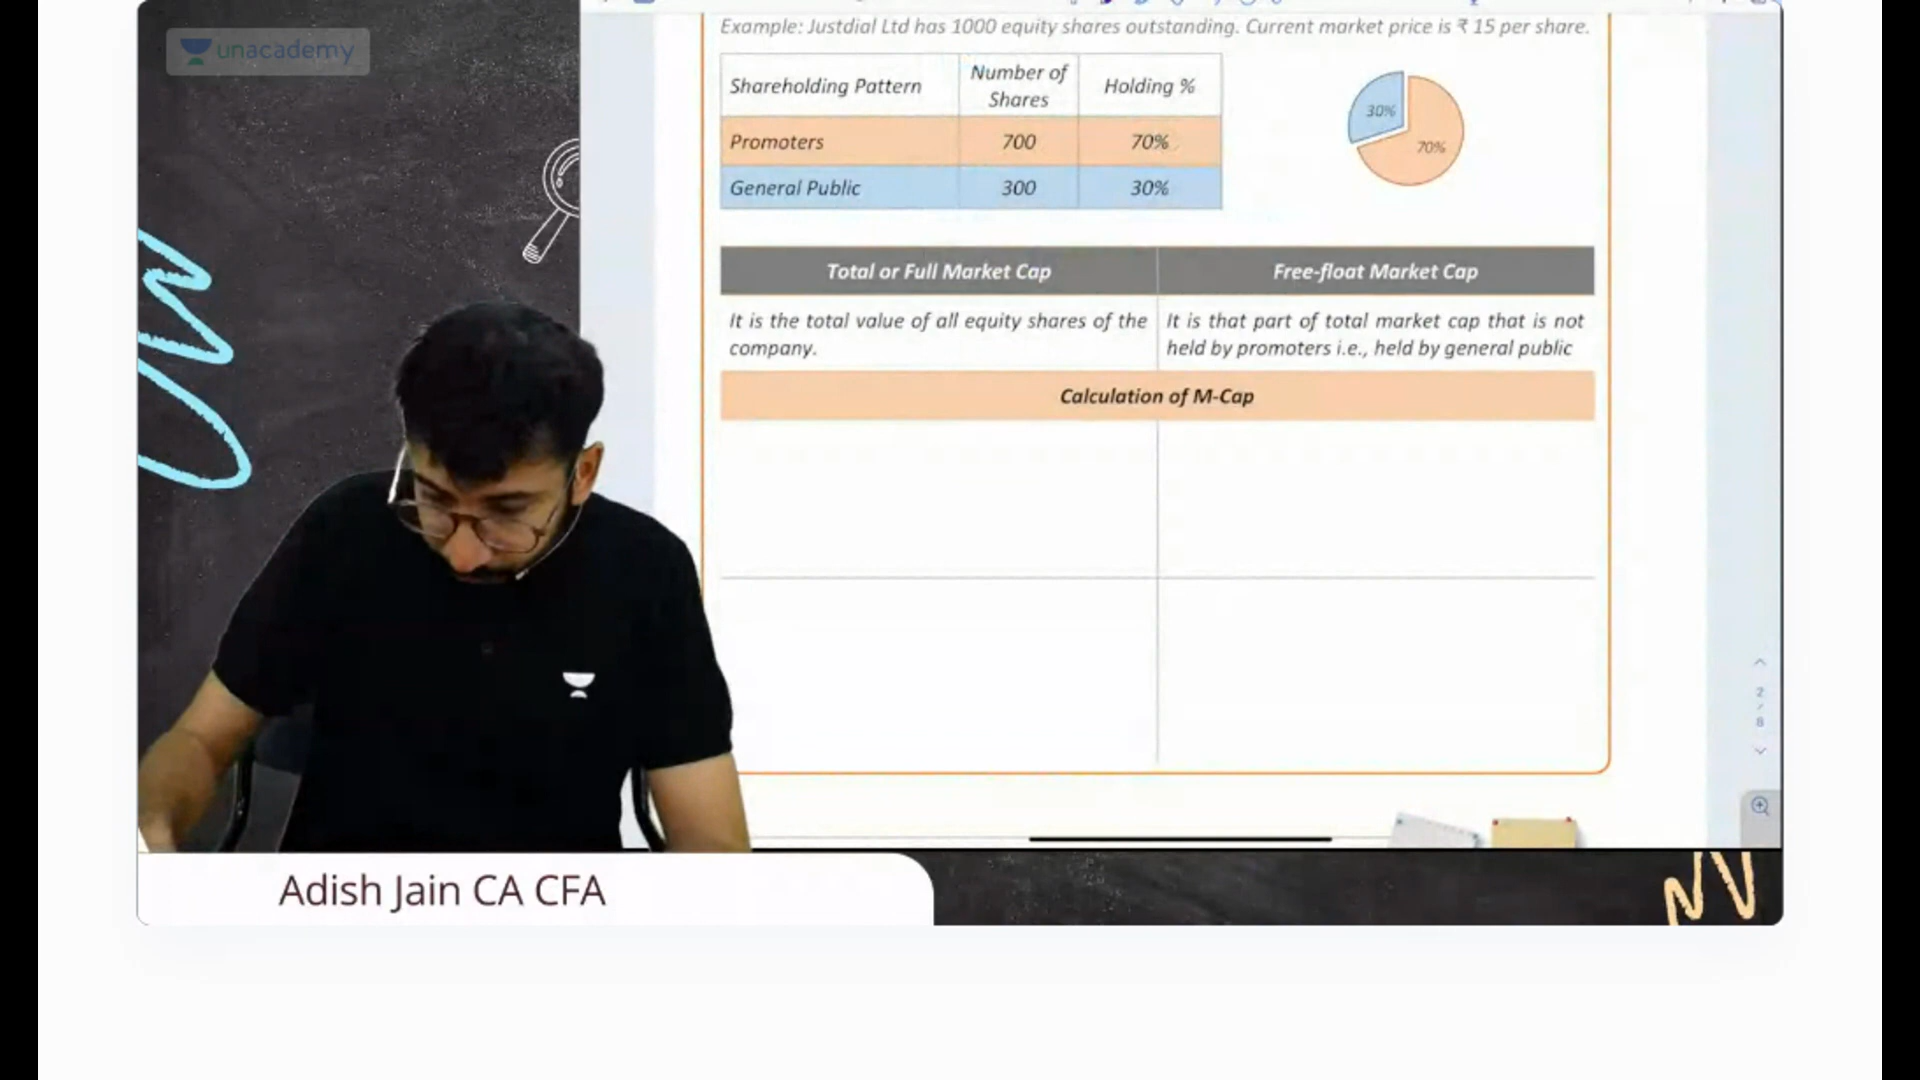 unacademy
Example: Justdial Ltd has 1000 equity shares outstanding. Current market price is ₹ 15 per share.
Shareholding Pattern Number of Shares Holding %
Promoters 700 70%
General Public 300 30%
30%
70%
Total or Full Market Cap Free-float Market Cap
It is the total value of all equity shares of the
company.
It is that part of total market cap that is not
held by promoters i.e., held by general public
Calculation of M-Cap
2
/
8
Adish Jain CA CFA